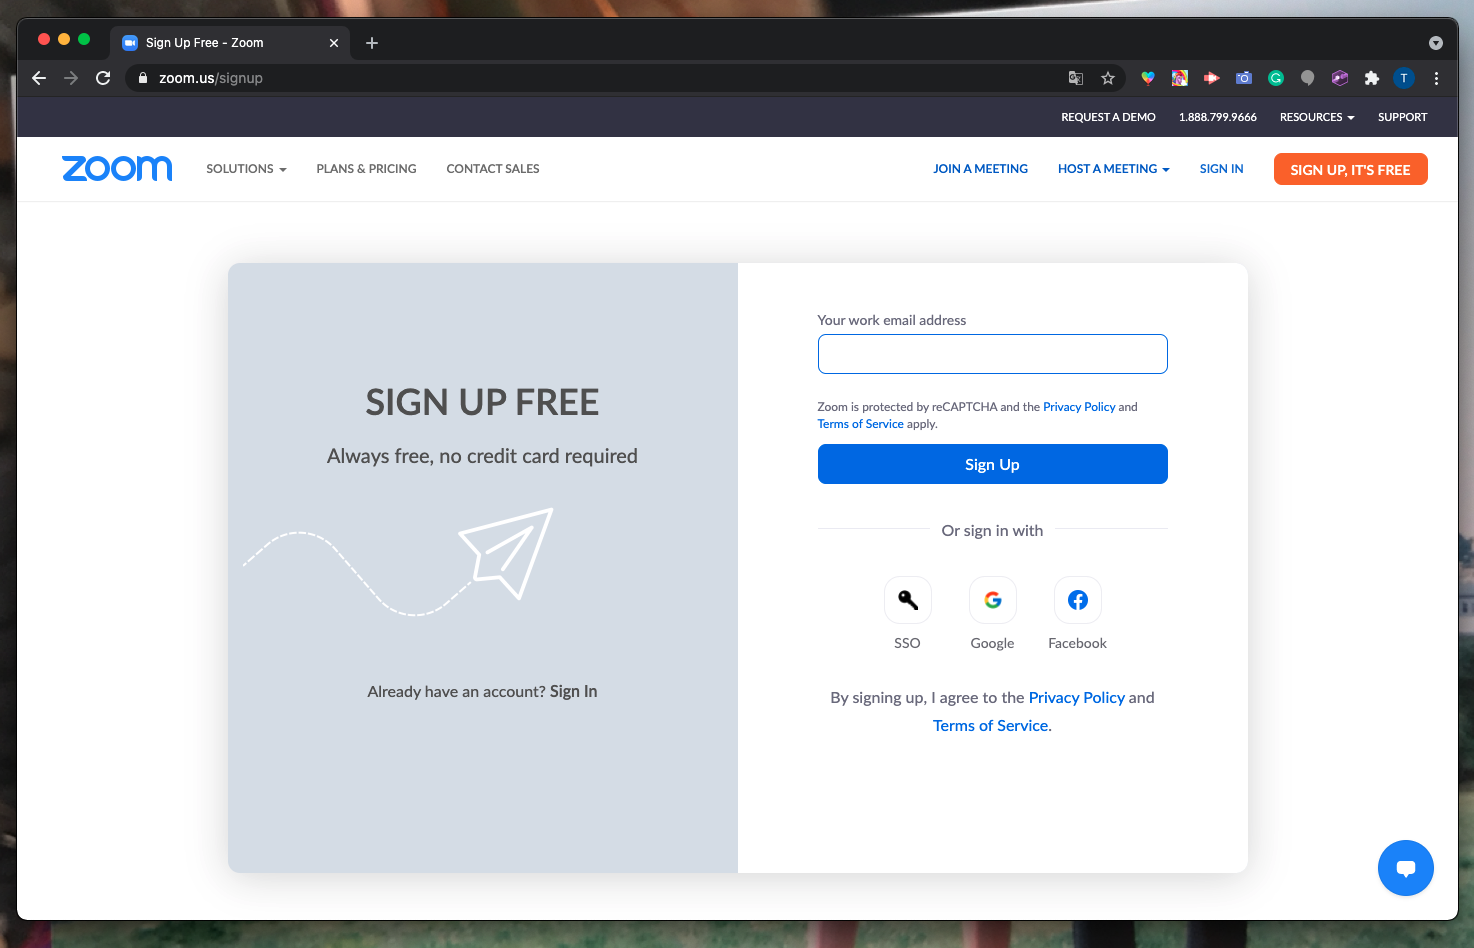 Sign Up Free - Zoom
zoom.us/signup
T
REQUEST A DEMO 1.888.799.9666 RESOURCES SUPPORT
zoom SOLUTIONS PLANS & PRICING CONTACT SALES JOIN A MEETING HOST A MEETING SIGN IN SIGN UP, IT'S FREE
SIGN UP FREE
Always free, no credit card required
Already have an account? Sign In
Your work email address
Zoom is protected by reCAPTCHA and the Privacy Policy and
Terms of Service apply.
Sign Up
Or sign in with
SSO Google Facebook
By signing up, I agree to the Privacy Policy and
Terms of Service.